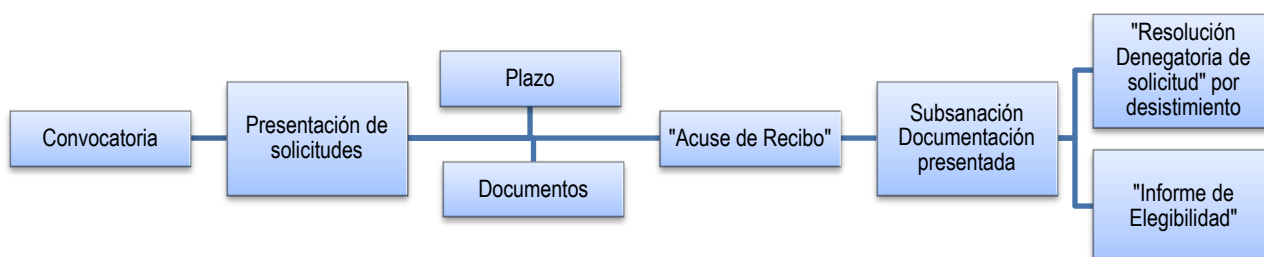 Convocatoria
Presentación de
solicitudes
Plazo
Documentos
"Acuse de Recibo"
Subsanación
Documentación
presentada
"Resolución
Denegatoria de
solicitud" por
desistimiento
"Informe de
Elegibilidad"